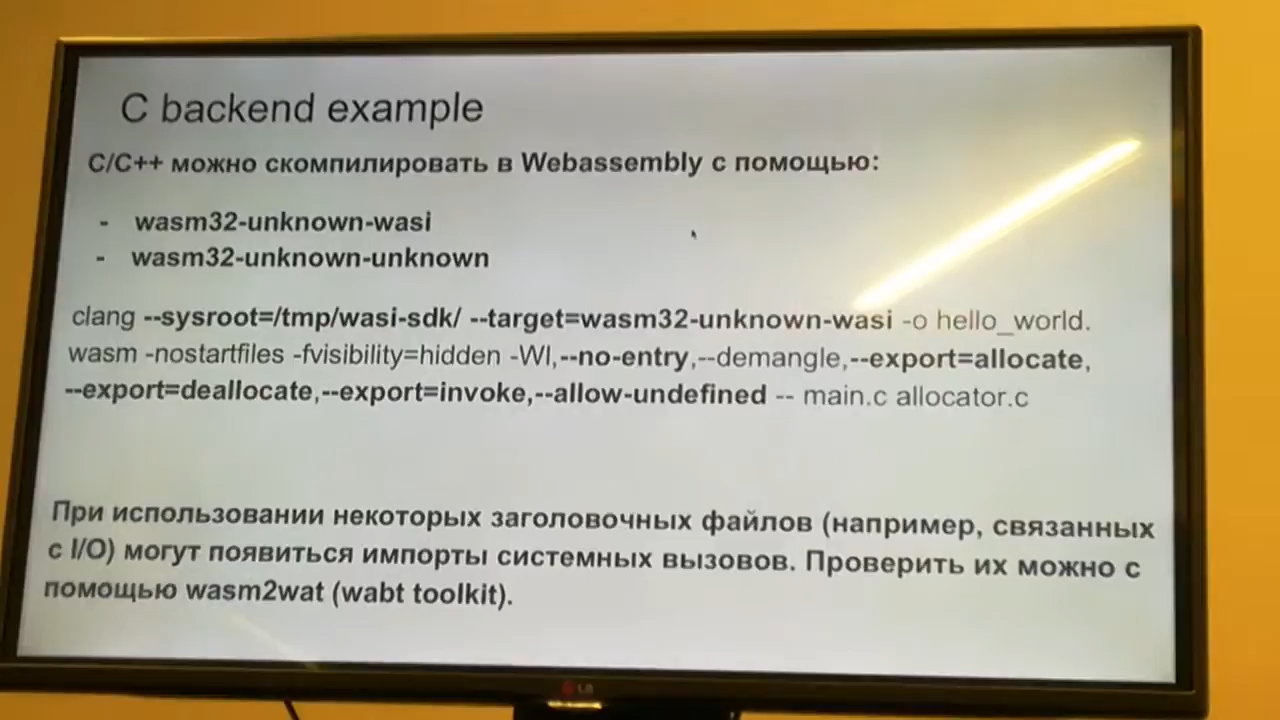 C backend example
C/C++ можно скомпилировать в Webassembly с помощью:
- wasm32-unknown-wasi
- wasm32-unknown-unknown
clang --sysroot=/tmp/wasi-sdk/ --target=wasm32-unknown-wasi -o hello_world.
wasm -nostartfiles -fvisibility=hidden -Wl,--no-entry,--demangle,--export=allocate,
--export=deallocate,--export=invoke,--allow-undefined -- main.c allocator.c
При использовании некоторых заголовочных файлов (например, связанных
с I/O) могут появиться импорты системных вызовов. Проверить их можно с
помощью wasm2wat (wabt toolkit).
LG